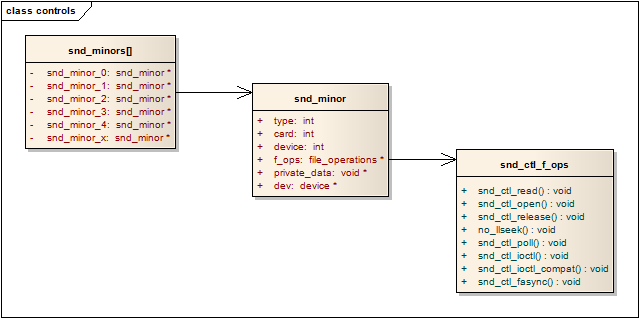 class controls
snd_minors[]
- snd_minor_0: snd_minor *
- snd_minor_1: snd_minor *
- snd_minor_2: snd_minor *
- snd_minor_3: snd_minor *
- snd_minor_4: snd_minor *
- snd_minor_x: snd_minor *
snd_minor
+ type: int
+ card: int
+ device: int
+ f_ops: file_operations *
+ private_data: void *
+ dev: device *
snd_ctl_f_ops
+ snd_ctl_read() : void
+ snd_ctl_open() : void
+ snd_ctl_release() : void
+ no_llseek() : void
+ snd_ctl_poll() : void
+ snd_ctl_ioctl() : void
+ snd_ctl_ioctl_compat() : void
+ snd_ctl_fasync() : void